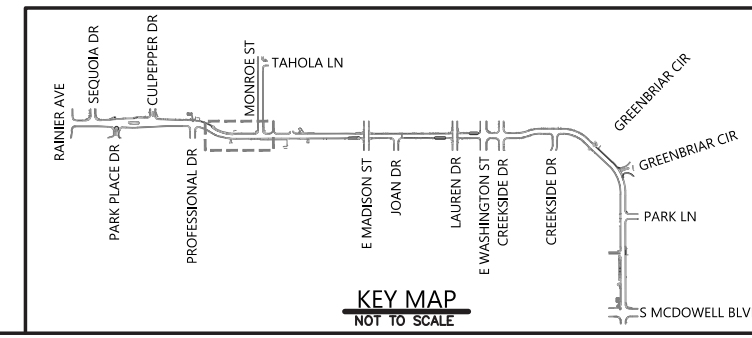 RAINIER AVE
SEQUOIA DR
PARK PLACE DR
CULPEPPER DR
PROFESSIONAL DR
MONROE ST
TAHOLA LN
E MADISON ST
JOAN DR
LAUREN DR
E WASHINGTON ST
CREEKSIDE DR
CREEKSIDE DR
GREENBRIAR CIR
GREENBRIAR CIR
PARK LN
S MCDOWELL BLV
KEY MAP
NOT TO SCALE